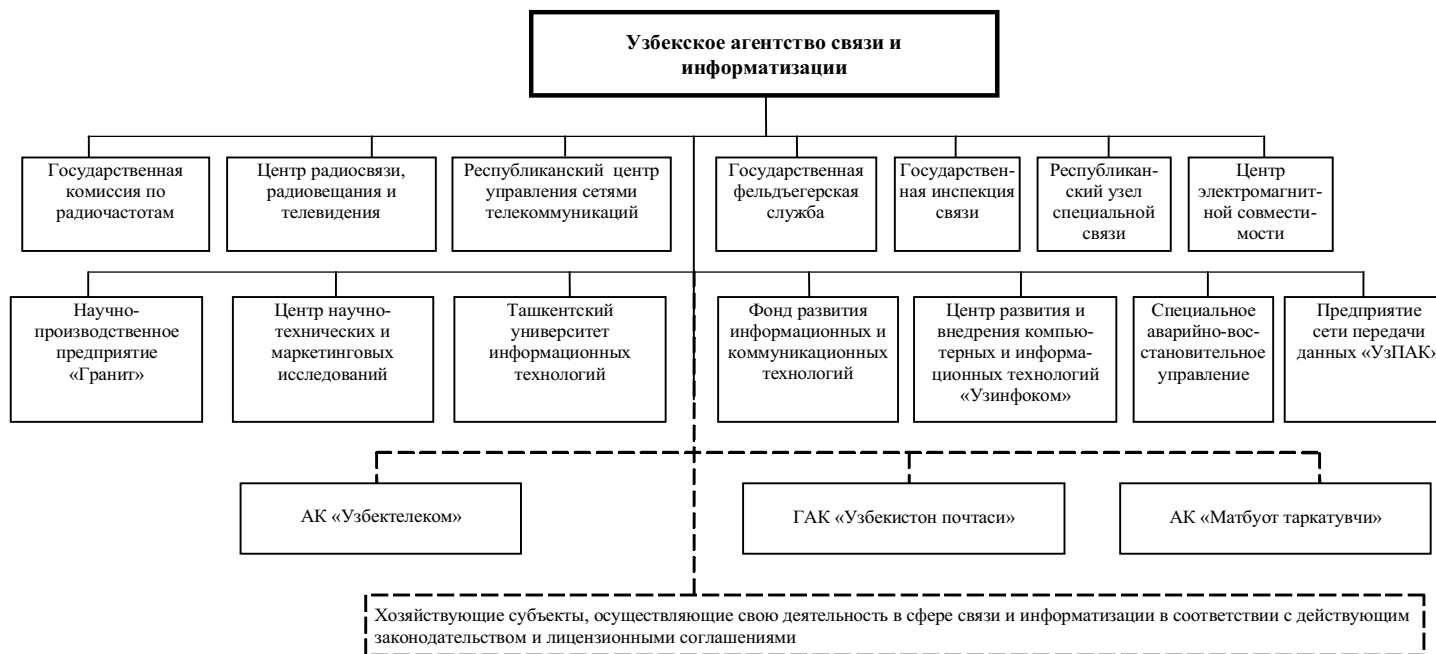 Узбекское агентство связи и
информатизации
Государственная
комиссия по
радиочастотам
Центр радиосвязи,
радиовещания и
телевидения
Республиканский центр
управления сетями
телекоммуникаций
Государственная
фельдъегерская
служба
Государствен-
ная инспекция
связи
Республикан-
ский узел
специальной
связи
Центр
электромагнит-
ной совмести-
мости
Научно-
производственное
предприятие
«Гранит»
Центр научно-
технических и
маркетинговых
исследований
Ташкентский
университет
информационных
технологий
Фонд развития
информационных и
коммуникационных
технологий
Центр развития и
внедрения компью-
терных и информа-
ционных технологий
«Узинфоком»
Специальное
аварийно-вос-
становительное
управление
Предприятие
сети передачи
данных «УзПАК»
АК «Узбектелеком»
ГАК «Узбекистон почтаси»
АК «Матбуот таркатувчи»
Хозяйствующие субъекты, осуществляющие свою деятельность в сфере связи и информатизации в соответствии с действующим
законодательством и лицензионными соглашениями